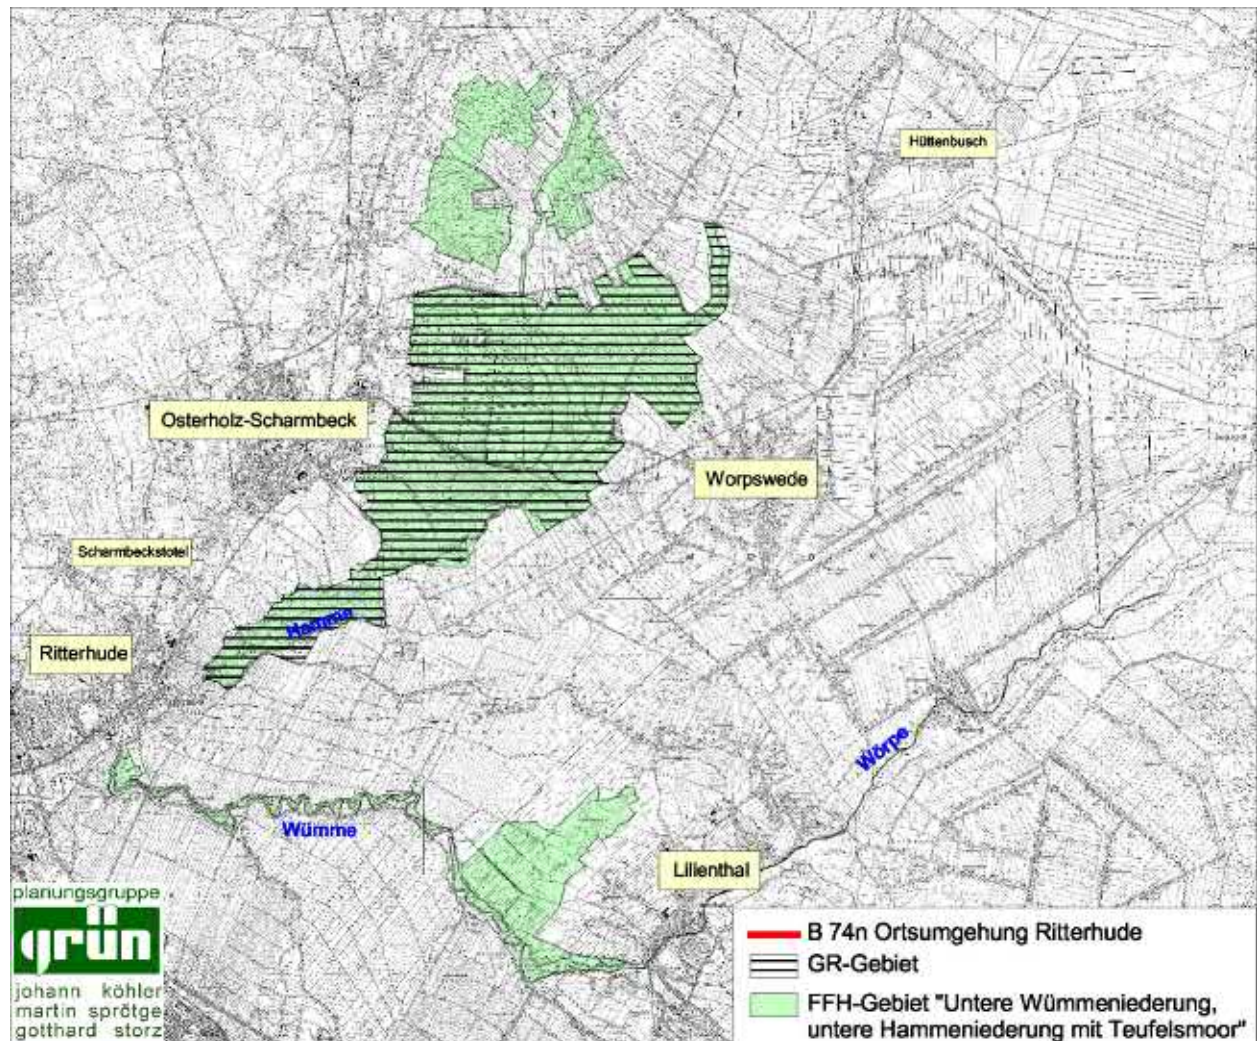 Hüttenbusch
Osterholz-Scharmbeck
Worpswede
Scharmbeckstotel
Hamme
Ritterhude
Wörpe
Wümme
Lilienthal
planungsgruppe
grün
johann köhler
martin sprötge
gotthard storz
B 74n Ortsumgehung Ritterhude
GR-Gebiet
FFH-Gebiet "Untere Wümmeniederung,
untere Hammeniederung mit Teufelsmoor"